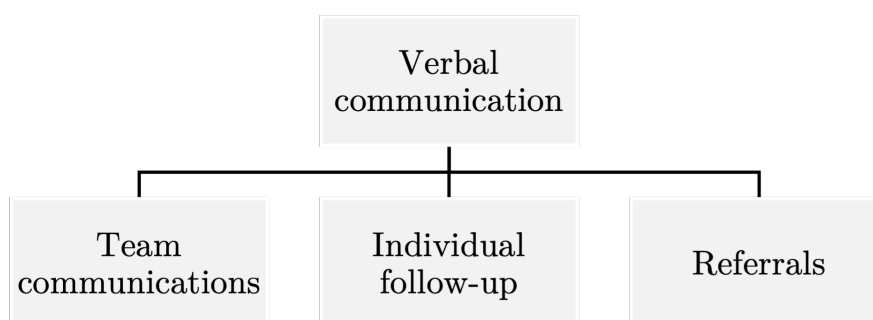 Verbal
communication
Team
communications
Individual
follow-up
Referrals